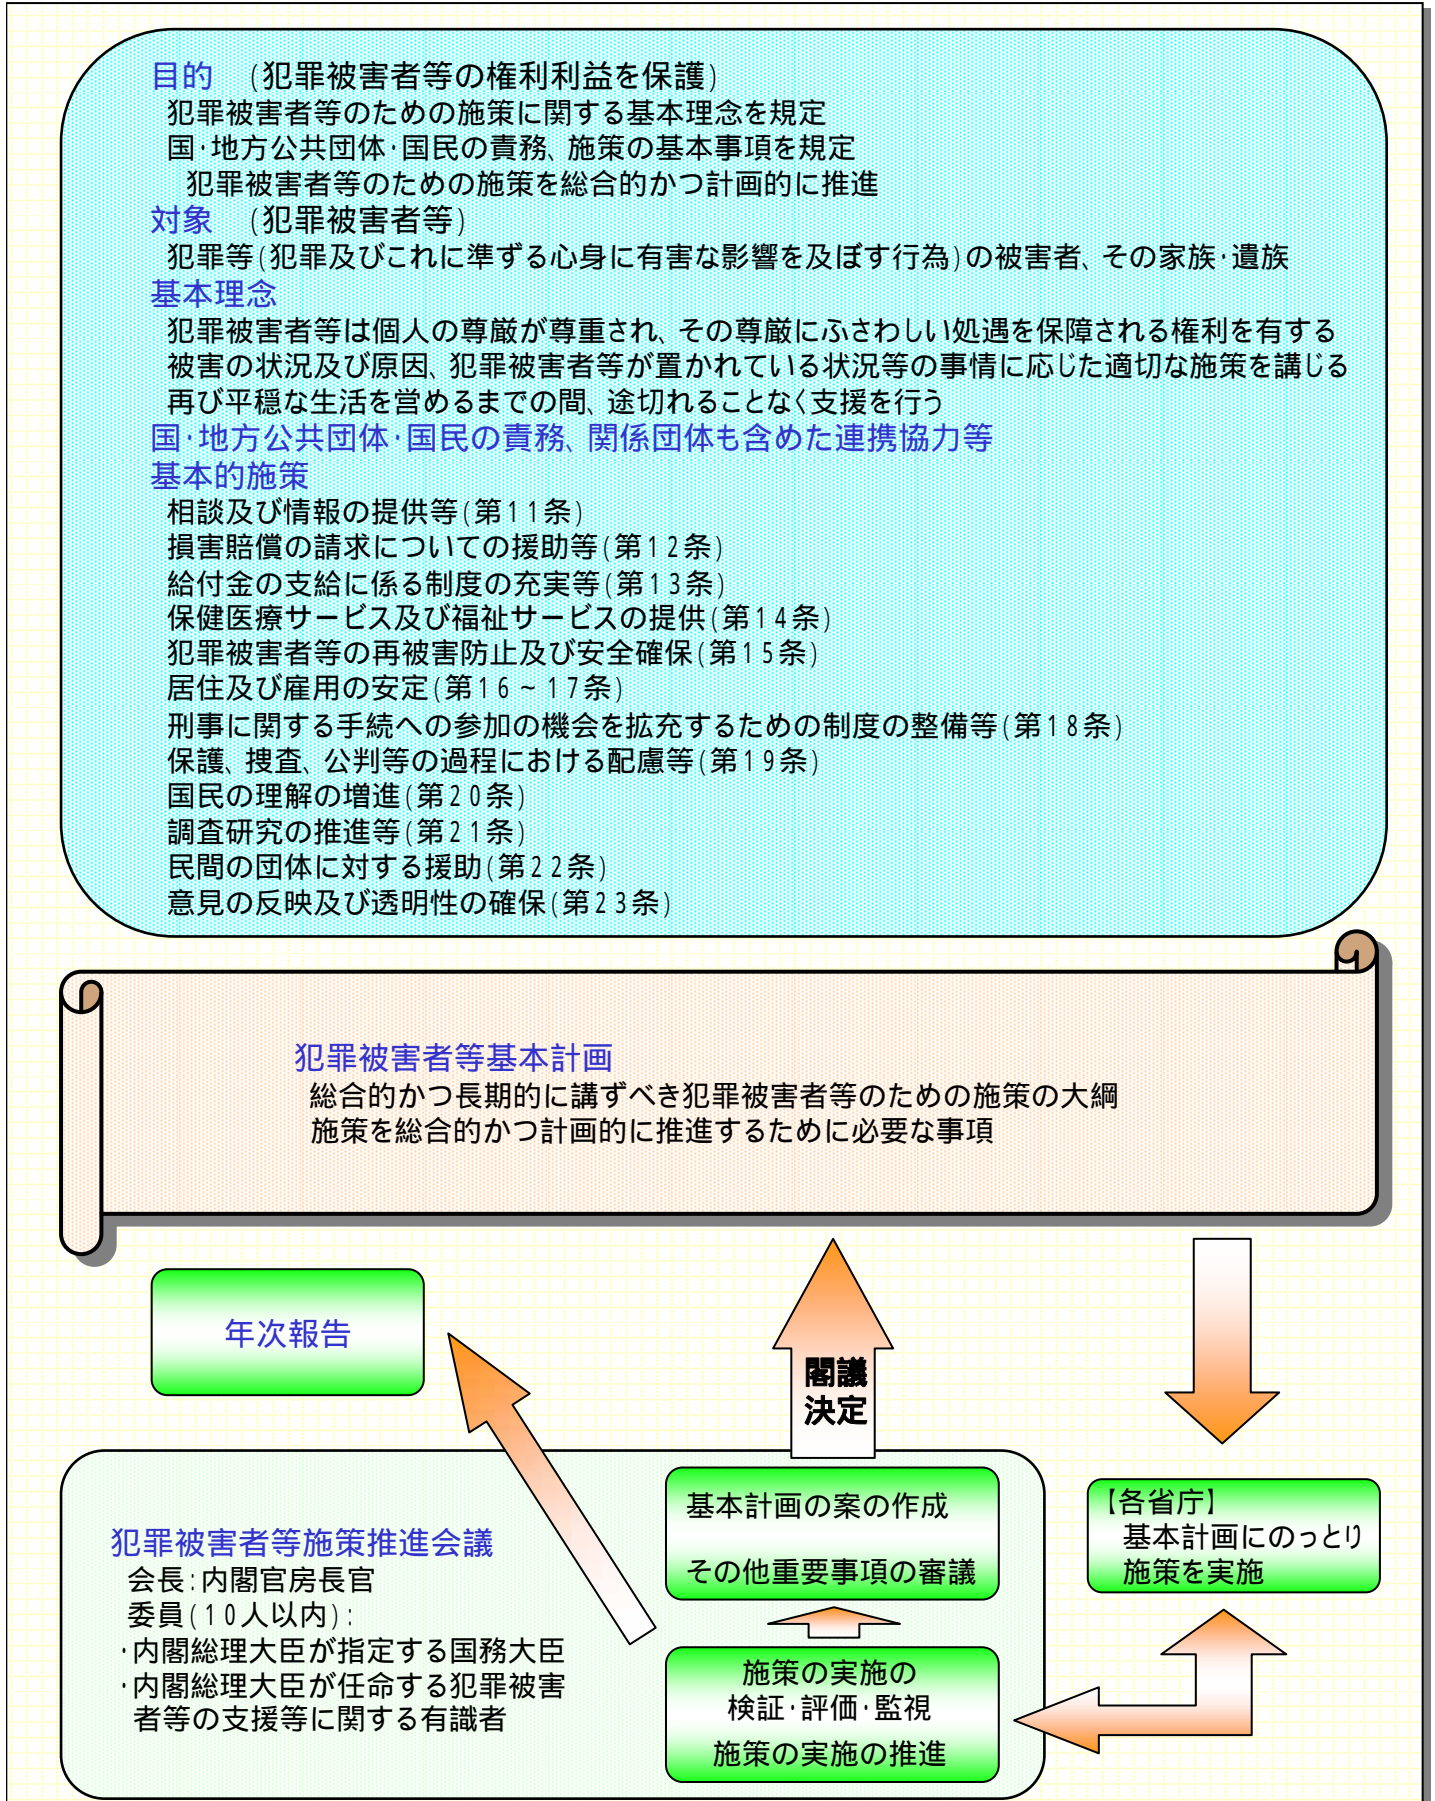 目的　(犯罪被害者等の権利利益を保護)
犯罪被害者等のための施策に関する基本理念を規定
国・地方公共団体・国民の責務、施策の基本事項を規定
犯罪被害者等のための施策を総合的かつ計画的に推進
対象　(犯罪被害者等)
犯罪等(犯罪及びこれに準ずる心身に有害な影響を及ぼす行為)の被害者、その家族・遺族
基本理念
犯罪被害者等は個人の尊厳が尊重され、その尊厳にふさわしい処遇を保障される権利を有する
被害の状況及び原因、犯罪被害者等が置かれている状況等の事情に応じた適切な施策を講じる
再び平穏な生活を営めるまでの間、途切れることなく支援を行う
国・地方公共団体・国民の責務、関係団体も含めた連携協力等
基本的施策
相談及び情報の提供等(第11条)
損害賠償の請求についての援助等(第12条)
給付金の支給に係る制度の充実等(第13条)
保健医療サービス及び福祉サービスの提供(第14条)
犯罪被害者等の再被害防止及び安全確保(第15条)
居住及び雇用の安定(第16~17条)
刑事に関する手続への参加の機会を拡充するための制度の整備等(第18条)
保護、捜査、公判等の過程における配慮等(第19条)
国民の理解の増進(第20条)
調査研究の推進等(第21条)
民間の団体に対する援助(第22条)
意見の反映及び透明性の確保(第23条)
犯罪被害者等基本計画
総合的かつ長期的に講ずべき犯罪被害者等のための施策の大綱
施策を総合的かつ計画的に推進するために必要な事項
年次報告
閣議
決定
犯罪被害者等施策推進会議
会長:内閣官房長官
委員(10人以内):
・内閣総理大臣が指定する国務大臣
・内閣総理大臣が任命する犯罪被害
者等の支援等に関する有識者
基本計画の案の作成
その他重要事項の審議
施策の実施の
検証・評価・監視
施策の実施の推進
【各省庁】
基本計画にのっとり
施策を実施